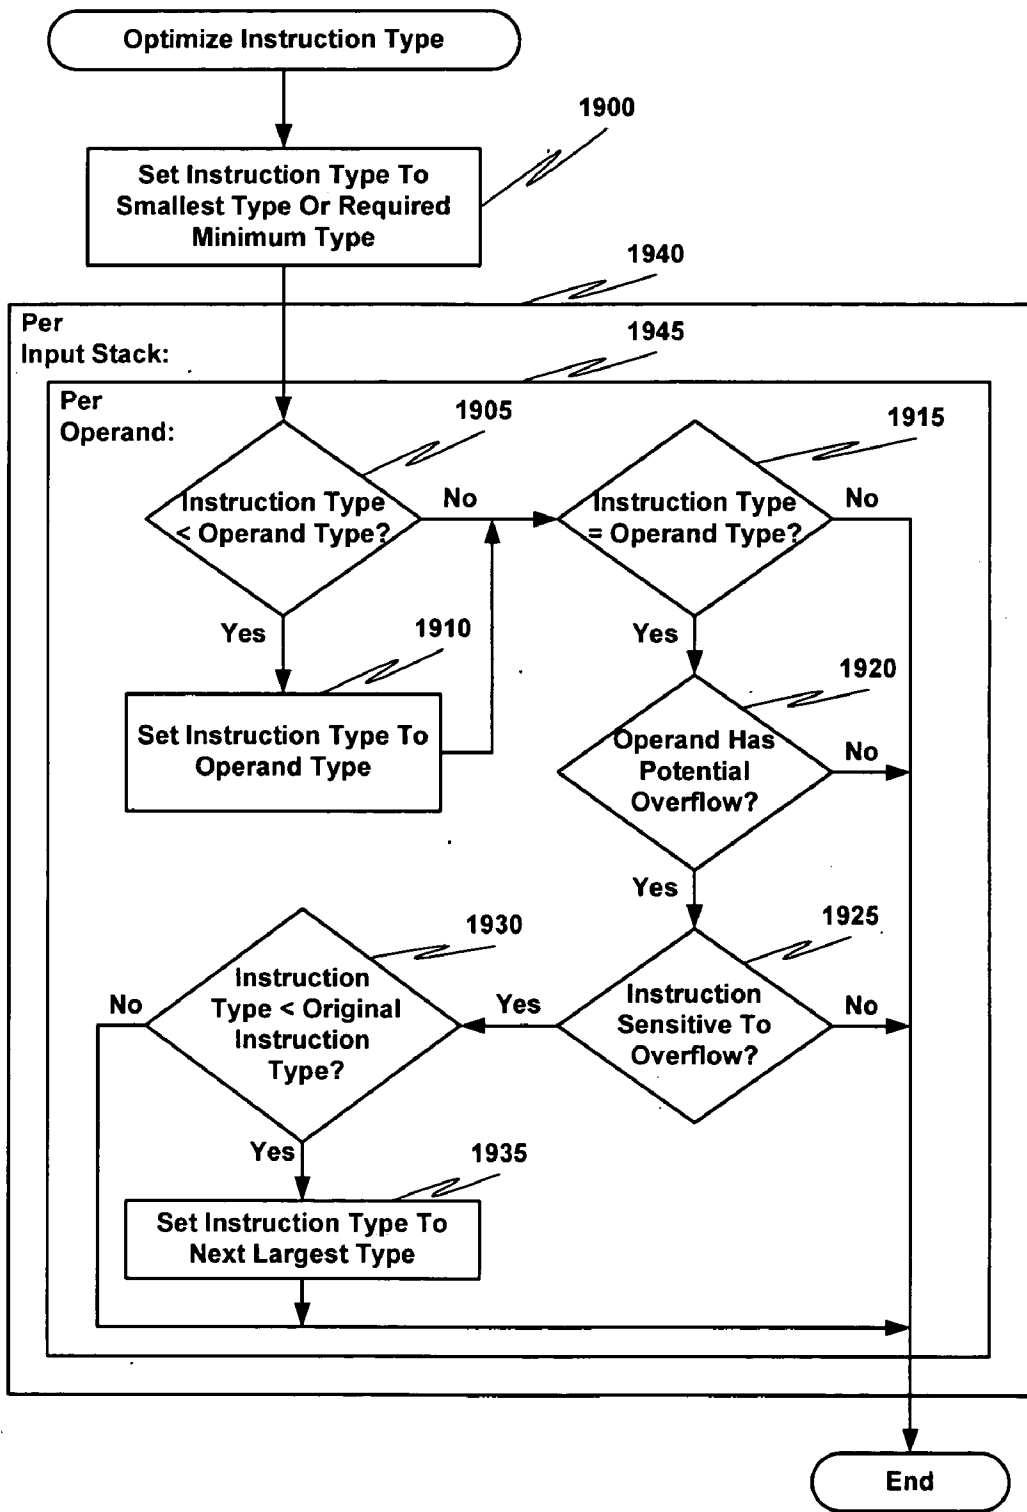 Optimize Instruction Type
1900
Set Instruction Type To
Smallest Type Or Required
Minimum Type
1940
Per
Input Stack:
1945
Per
Operand:
1905
1915
Instruction Type
< Operand Type?
No
Instruction Type
= Operand Type?
No
Yes
1910
Yes
1920
Set Instruction Type To
Operand Type
Operand Has
Potential
Overflow?
No
Yes
1930
1925
Instruction
Type < Original
Instruction
Type?
No
Yes
Instruction
Sensitive To
Overflow?
No
Yes
1935
Set Instruction Type To
Next Largest Type
End